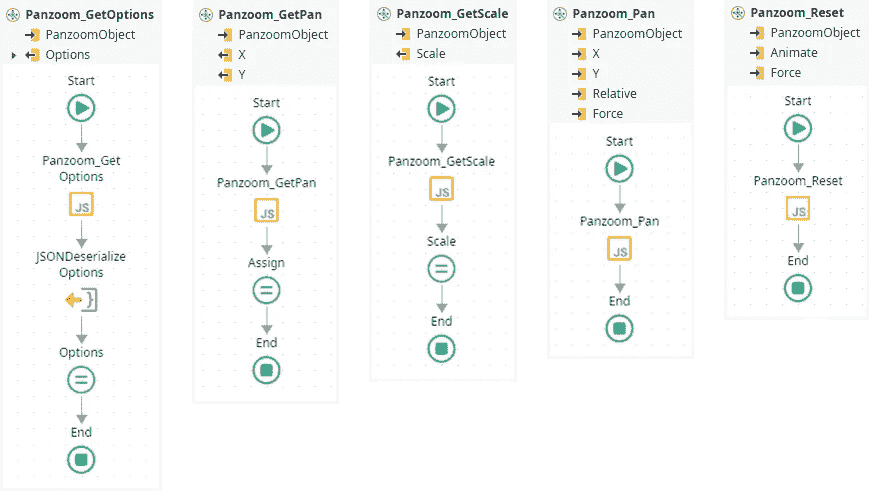 Panzoom_GetOptions
PanzoomObject
Options
Start
Panzoom_Get
Options
JS
JSONDeserialize
Options
Options
End
Panzoom_GetPan
PanzoomObject
X
Y
Start
Panzoom_GetPan
JS
Assign
End
Panzoom_GetScale
PanzoomObject
Scale
Start
Panzoom_GetScale
JS
Scale
End
Panzoom_Pan
PanzoomObject
X
Y
Relative
Force
Start
Panzoom_Pan
JS
End
Panzoom_Reset
PanzoomObject
Animate
Force
Start
Panzoom_Reset
JS
End